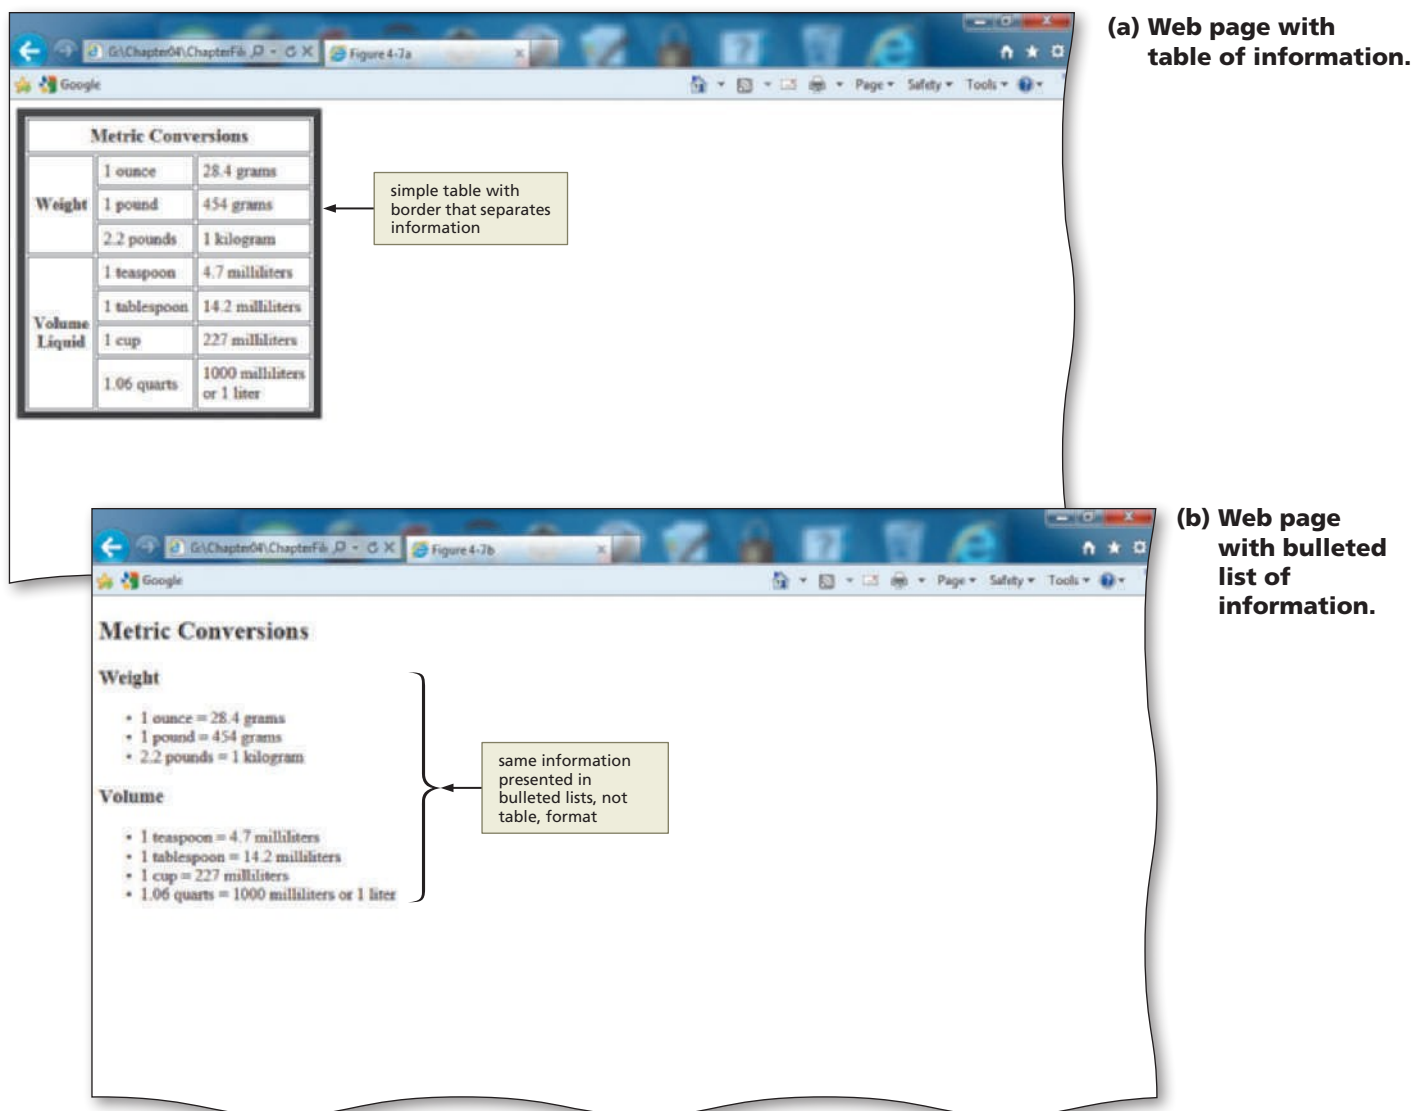 (a) Web page with
table of information.
G:\Chapter04\ChapterFil
Figure 4-7a
Google
Page
Safety
Tools
Metric Conversions
Weight
1 ounce
28.4 grams
1 pound
454 grams
2.2 pounds
1 kilogram
Volume
Liquid
1 teaspoon
4.7 milliliters
1 tablespoon
14.2 milliliters
1 cup
227 milliliters
1.06 quarts
1000 milliliters
or 1 liter
simple table with
border that separates
information
(b) Web page
with bulleted
list of
information.
G:\Chapter04\ChapterFil
Figure 4-7b
Google
Page
Safety
Tools
Metric Conversions
Weight
• 1 ounce = 28.4 grams
• 1 pound = 454 grams
• 2.2 pounds = 1 kilogram
Volume
• 1 teaspoon = 4.7 milliliters
• 1 tablespoon = 14.2 milliliters
• 1 cup = 227 milliliters
• 1.06 quarts = 1000 milliliters or 1 liter
same information
presented in
bulleted lists, not
table, format